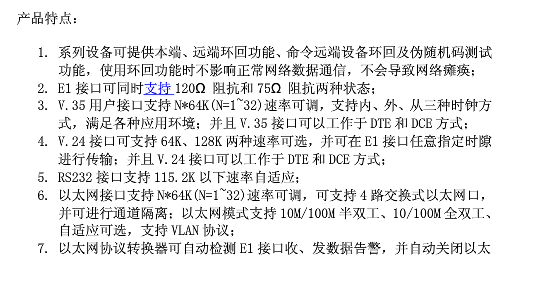 产品特点：
1. 系列设备可提供本端、远端环回功能、命令远端设备环回及伪随机码测试
功能，使用环回功能时不影响正常网络数据通信，不会导致网络瘫痪；
2. E1 接口可同时支持 120Ω 阻抗和 75Ω 阻抗两种状态；
3. V.35 用户接口支持 N*64K(N=1~32)速率可调，支持内、外、从三种时钟方
式，满足各种应用环境；并且 V.35 接口可以工作于 DTE 和 DCE 方式；
4. V.24 接口可支持 64K、128K 两种速率可选，并可在 E1 接口任意指定时隙
进行传输；并且 V.24 接口可以工作于 DTE 和 DCE 方式；
5. RS232 接口支持 115.2K 以下速率自适应；
6. 以太网接口支持 N*64K(N=1~32)速率可调，可支持 4 路交换式以太网口，
并可进行通道隔离；以太网模式支持 10M/100M 半双工、10/100M 全双工、
自适应可选，支持 VLAN 协议；
7. 以太网协议转换器可自动检测 E1 接口收、发数据告警，并自动关闭以太